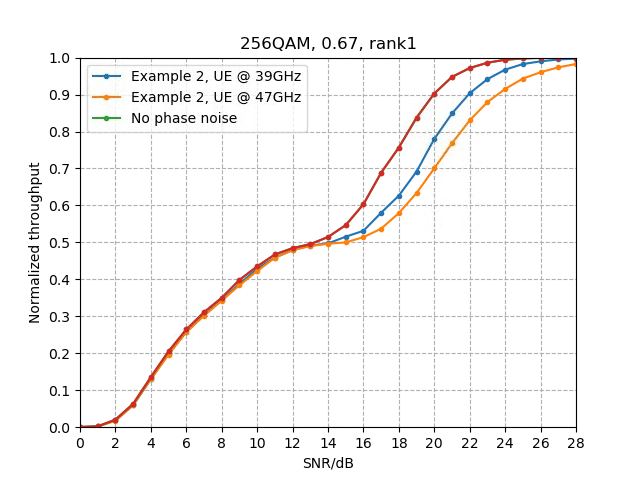 256QAM, 0.67, rank1
Example 2, UE @ 39GHz
Example 2, UE @ 47GHz
No phase noise
Normalized throughput
1.0
0.9
0.8
0.7
0.6
0.5
0.4
0.3
0.2
0.1
0.0
0 2 4 6 8 10 12 14 16 18 20 22 24 26 28
SNR/dB